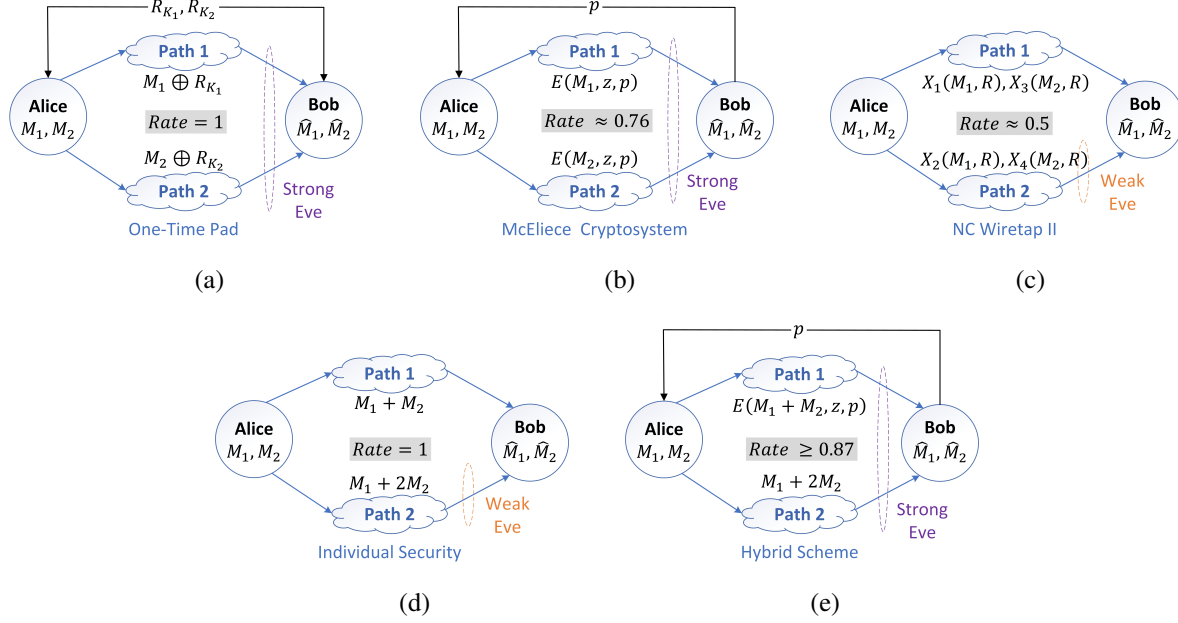 R_{K_1}, R_{K_2}
Path 1
M_1 ⊕ R_{K_1}
Alice
M_1, M_2
Rate = 1
Bob
M̂_1, M̂_2
M_2 ⊕ R_{K_2}
Path 2
Strong
Eve
One-Time Pad
(a)
p
Path 1
E(M_1, z, p)
Alice
M_1, M_2
Rate ≈ 0.76
Bob
M̂_1, M̂_2
E(M_2, z, p)
Path 2
Strong
Eve
McEliece Cryptosystem
(b)
Path 1
X_1(M_1, R), X_3(M_2, R)
Alice
M_1, M_2
Rate ≈ 0.5
Bob
M̂_1, M̂_2
X_2(M_1, R), X_4(M_2, R)
Path 2
Weak
Eve
NC Wiretap II
(c)
Path 1
M_1 + M_2
Alice
M_1, M_2
Rate = 1
Bob
M̂_1, M̂_2
M_1 + 2M_2
Path 2
Weak
Eve
Individual Security
(d)
p
Path 1
E(M_1 + M_2, z, p)
Alice
M_1, M_2
Rate ≥ 0.87
Bob
M̂_1, M̂_2
M_1 + 2M_2
Path 2
Strong
Eve
Hybrid Scheme
(e)